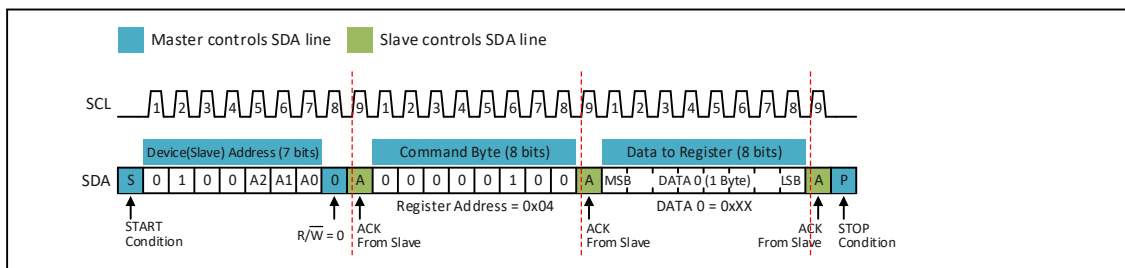 Master controls SDA line Slave controls SDA line
SCL 1 2 3 4 5 6 7 8 9 1 2 3 4 5 6 7 8 9 1 2 3 4 5 6 7 8 9
Device(Slave) Address (7 bits) Command Byte (8 bits) Data to Register (8 bits)
SDA S 0 1 0 0 A2 A1 A0 0 A 0 0 0 0 0 1 0 0 A MSB DATA 0 (1 Byte) LSB A P
Register Address = 0x04 DATA 0 = 0xXX
START Condition
R/W = 0
ACK From Slave
ACK From Slave
ACK From Slave
STOP Condition